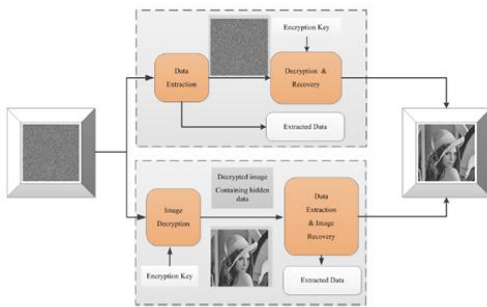 Encryption Key
Data
Extraction
Decryption &
Recovery
Extracted Data
Decrypted image
Containing hidden
data
Image
Decryption
Data
Extraction
& Image
Recovery
Encryption Key
Extracted Data